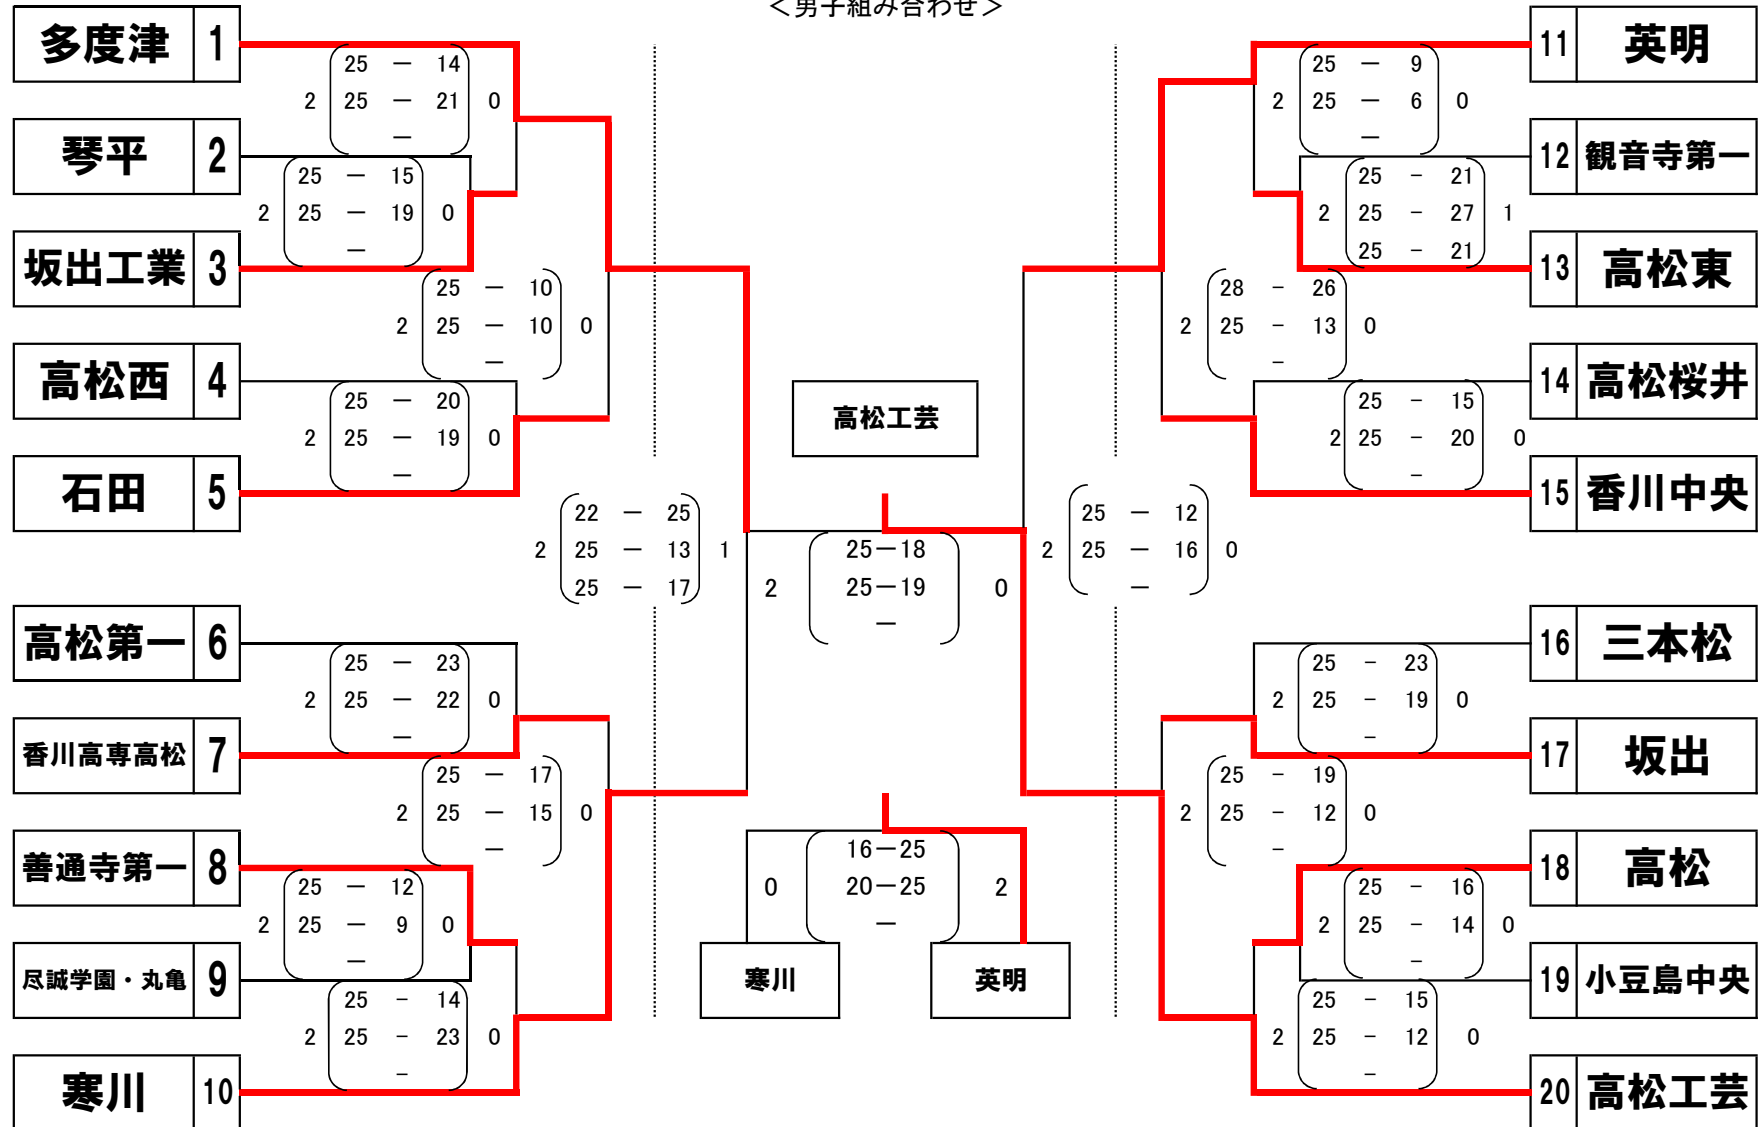 ＜男子組み合わせ＞
多度津 1
25 － 14
2 25 － 21 0
－
琴平 2
25 － 15
2 25 － 19 0
－
坂出工業 3
25 － 10
2 25 － 10 0
－
高松西 4
25 － 20
2 25 － 19 0
－
石田 5
22 － 25
2 25 － 13 1
25 － 17
高松第一 6
25 － 23
2 25 － 22 0
－
香川高専高松 7
25 － 17
2 25 － 15 0
－
善通寺第一 8
25 － 12
2 25 － 9 0
－
尽誠学園・丸亀 9
25 - 14
2 25 - 23 0
-
寒川 10
高松工芸
25－18
2 25－19 0
－
16－25
0 20－25 2
－
寒川
英明
11 英明
25 － 9
2 25 － 6 0
－
12 観音寺第一
25 - 21
2 25 - 27 1
25 - 21
13 高松東
28 - 26
2 25 - 13 0
-
14 高松桜井
25 - 15
2 25 - 20 0
-
15 香川中央
25 － 12
2 25 － 16 0
－
16 三本松
25 - 23
2 25 - 19 0
-
17 坂出
25 - 19
2 25 - 12 0
-
18 高松
25 - 16
2 25 - 14 0
-
19 小豆島中央
25 - 15
2 25 - 12 0
-
20 高松工芸